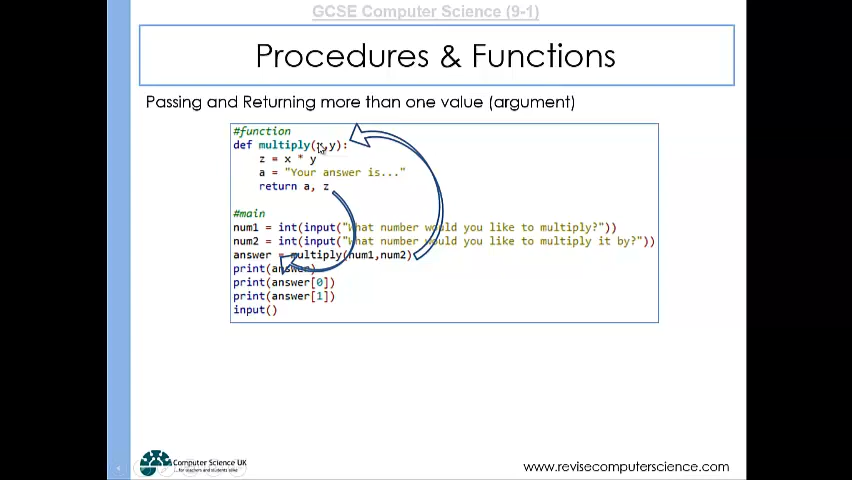 GCSE Computer Science (9-1)
Procedures & Functions
Passing and Returning more than one value (argument)
#function
def multiply(x,y):
z = x * y
a = "Your answer is..."
return a, z
#main
num1 = int(input("What number would you like to multiply?"))
num2 = int(input("What number would you like to multiply it by?"))
answer = multiply(num1,num2)
print(answer)
print(answer[0])
print(answer[1])
input()
Computer Science UK
...for teachers and students alike
www.revisecomputerscience.com